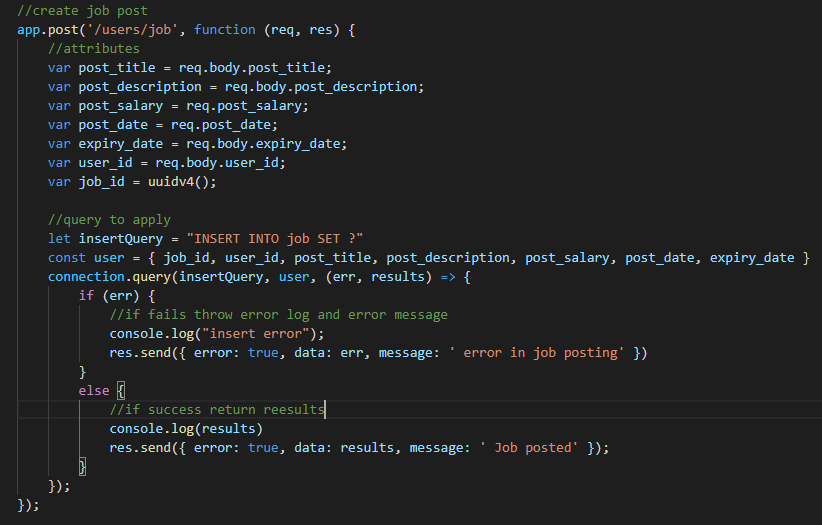 //create job post
app.post('/users/job', function (req, res) {
//attributes
var post_title = req.body.post_title;
var post_description = req.body.post_description;
var post_salary = req.post_salary;
var post_date = req.post_date;
var expiry_date = req.body.expiry_date;
var user_id = req.body.user_id;
var job_id = uuidv4();
//query to apply
let insertQuery = "INSERT INTO job SET ?"
const user = { job_id, user_id, post_title, post_description, post_salary, post_date, expiry_date }
connection.query(insertQuery, user, (err, results) => {
if (err) {
//if fails throw error log and error message
console.log("insert error");
res.send({ error: true, data: err, message: ' error in job posting' })
}
else {
//if success return reesults
console.log(results)
res.send({ error: true, data: results, message: ' Job posted' });
}
});
});